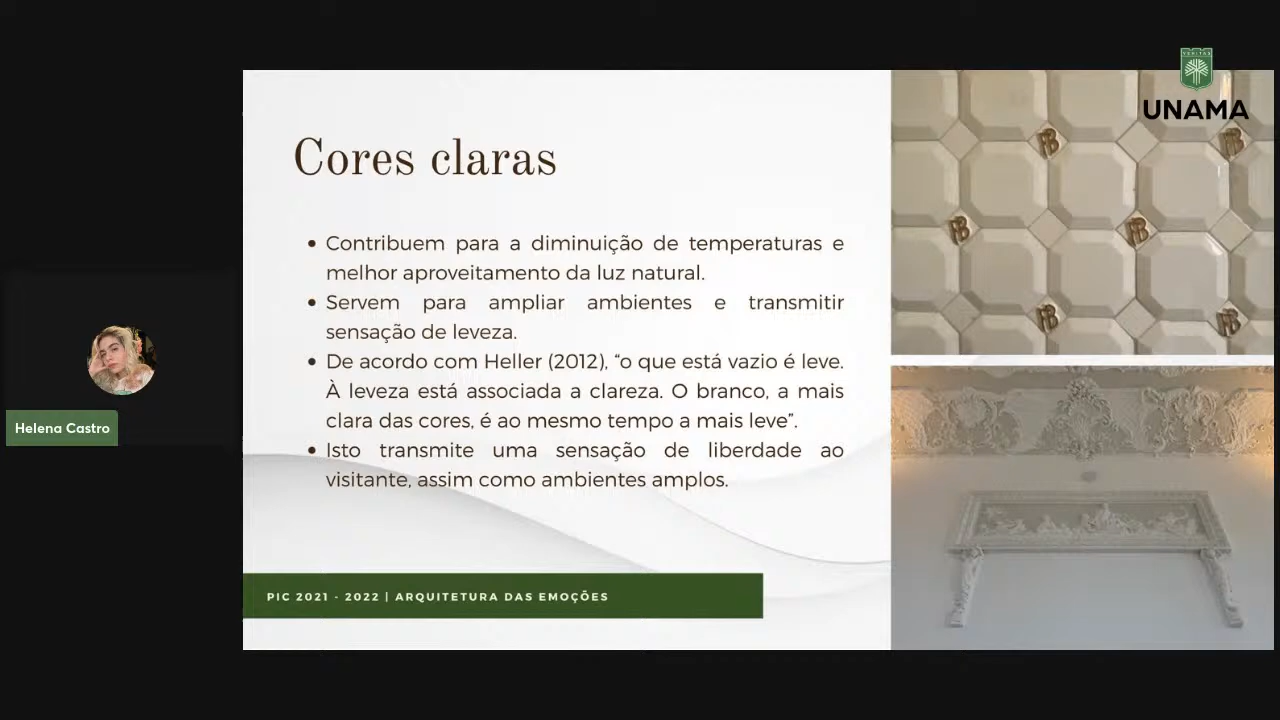 VERITAS
UNAMA
Cores claras
• Contribuem para a diminuição de temperaturas e
melhor aproveitamento da luz natural.
• Servem para ampliar ambientes e transmitir
sensação de leveza.
• De acordo com Heller (2012), “o que está vazio é leve.
À leveza está associada a clareza. O branco, a mais
clara das cores, é ao mesmo tempo a mais leve”.
• Isto transmite uma sensação de liberdade ao
visitante, assim como ambientes amplos.
Helena Castro
PIC 2021 - 2022 | ARQUITETURA DAS EMOÇÕES